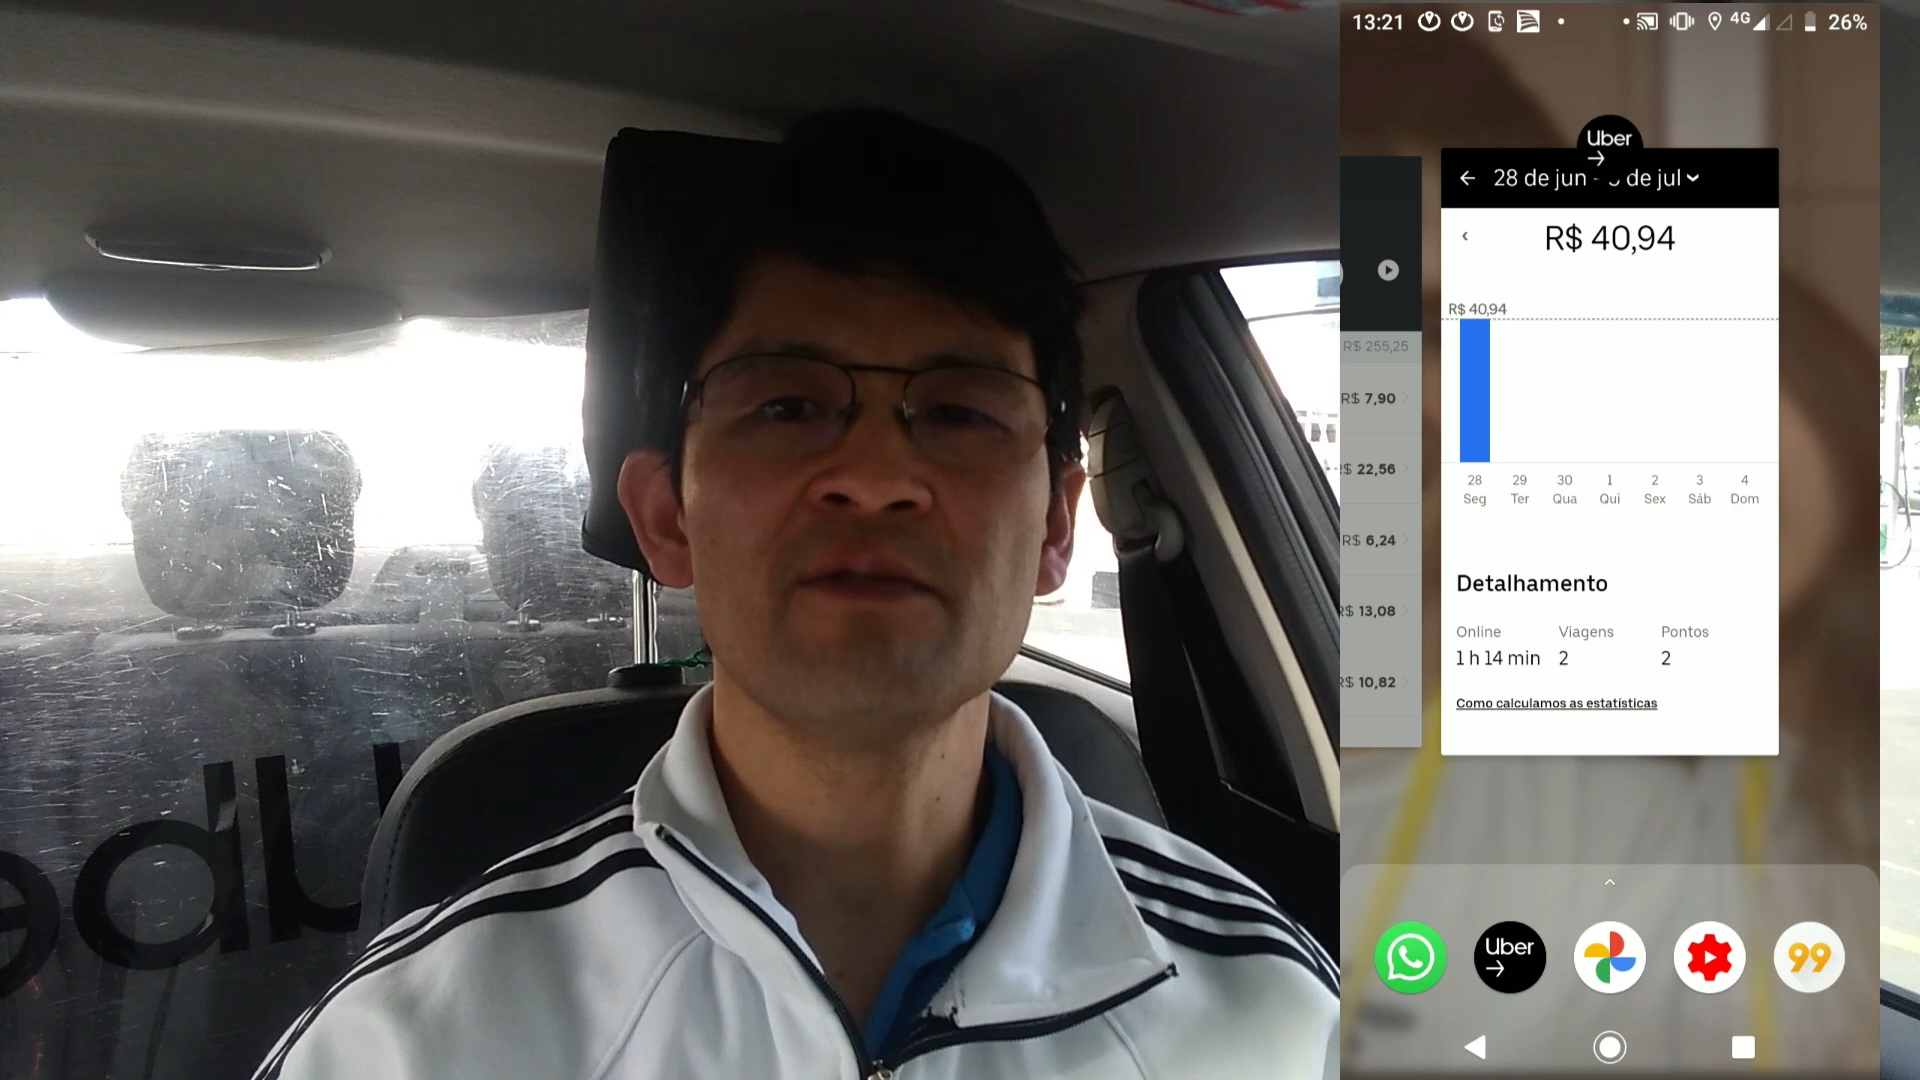 13:21
4G
26%
Uber
28 de jun - 5 de jul
R$ 40,94
R$ 40,94
28 29 30 1 2 3 4
Seg Ter Qua Qui Sex Sáb Dom
Detalhamento
Online Viagens Pontos
1 h 14 min 2 2
Como calculamos as estatísticas
R$ 255,25
R$ 7,90
R$ 22,56
R$ 6,24
R$ 13,08
R$ 10,82
Uber
99